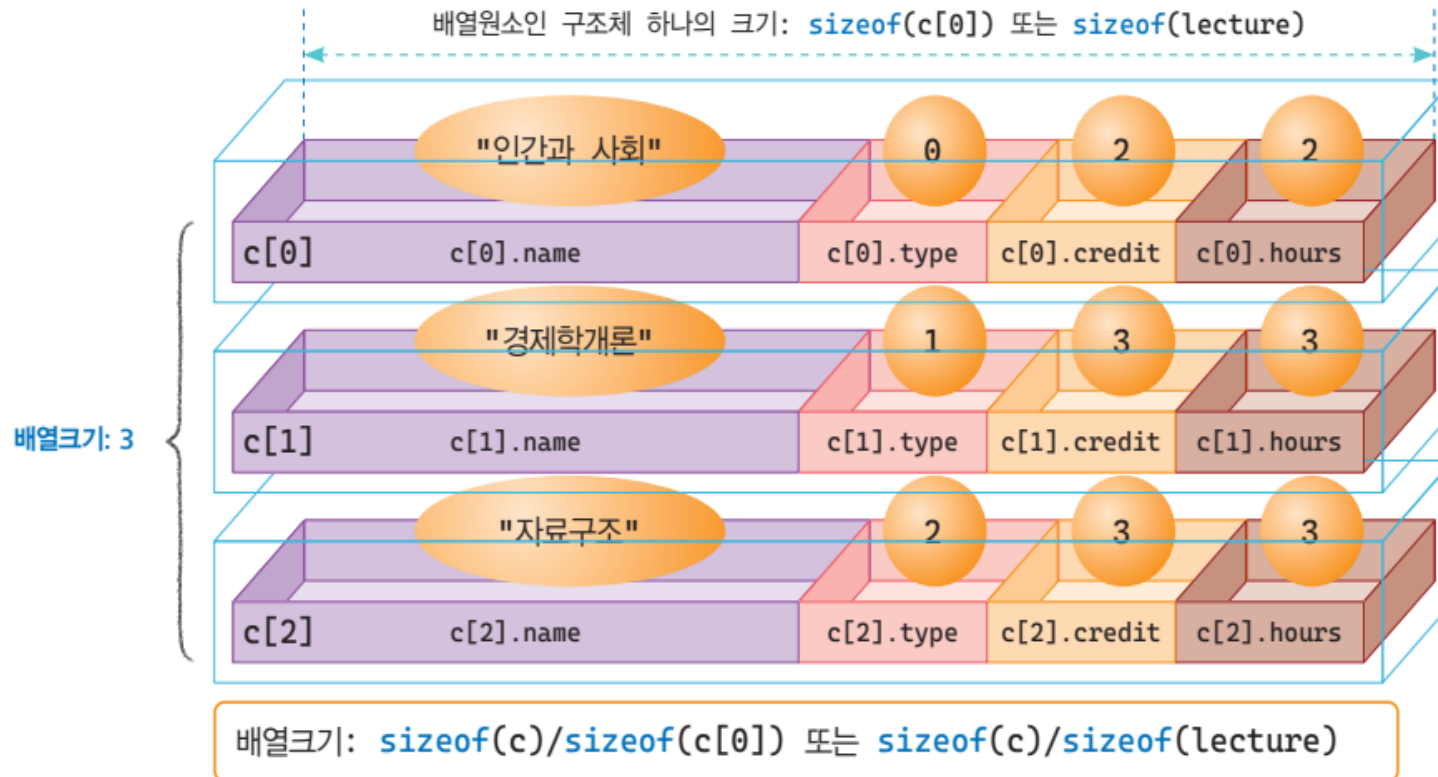 배열원소인 구조체 하나의 크기: sizeof(c[0]) 또는 sizeof(lecture)
"인간과 사회" 0 2 2
c[0] c[0].name c[0].type c[0].credit c[0].hours
"경제학개론" 1 3 3
배열크기: 3
c[1] c[1].name c[1].type c[1].credit c[1].hours
"자료구조" 2 3 3
c[2] c[2].name c[2].type c[2].credit c[2].hours
배열크기: sizeof(c)/sizeof(c[0]) 또는 sizeof(c)/sizeof(lecture)